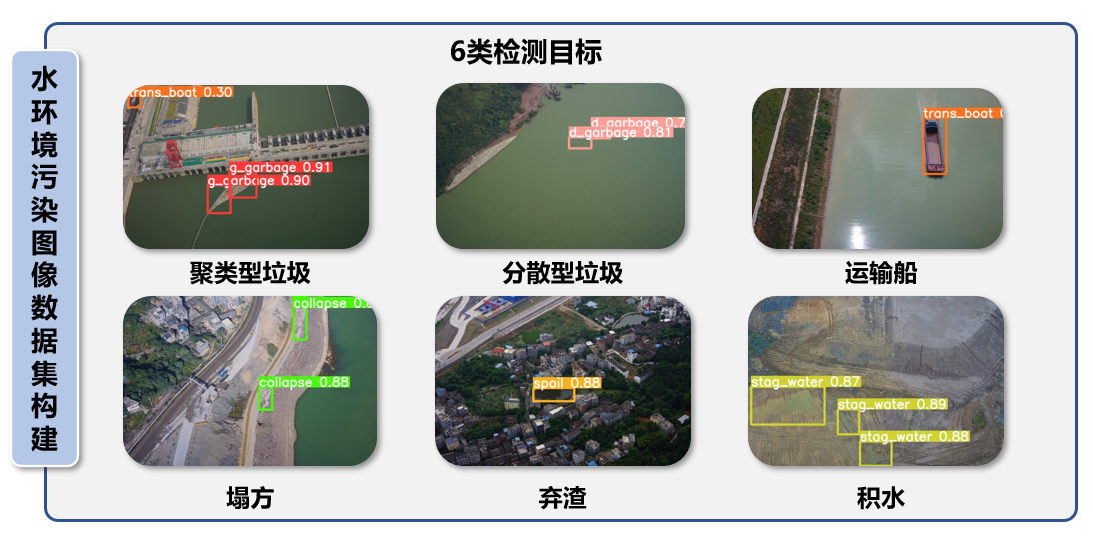 水环境污染图像数据集构建
6类检测目标
trans_boat 0.30
g_garbage 0.91
g_garbage 0.90
d_garbage 0.7
d_garbage 0.81
trans_boat
聚类型垃圾
分散型垃圾
运输船
collapse 0.8
collapse 0.88
spoil 0.88
stag_water 0.87
stag_water 0.89
stag_water 0.88
塌方
弃渣
积水